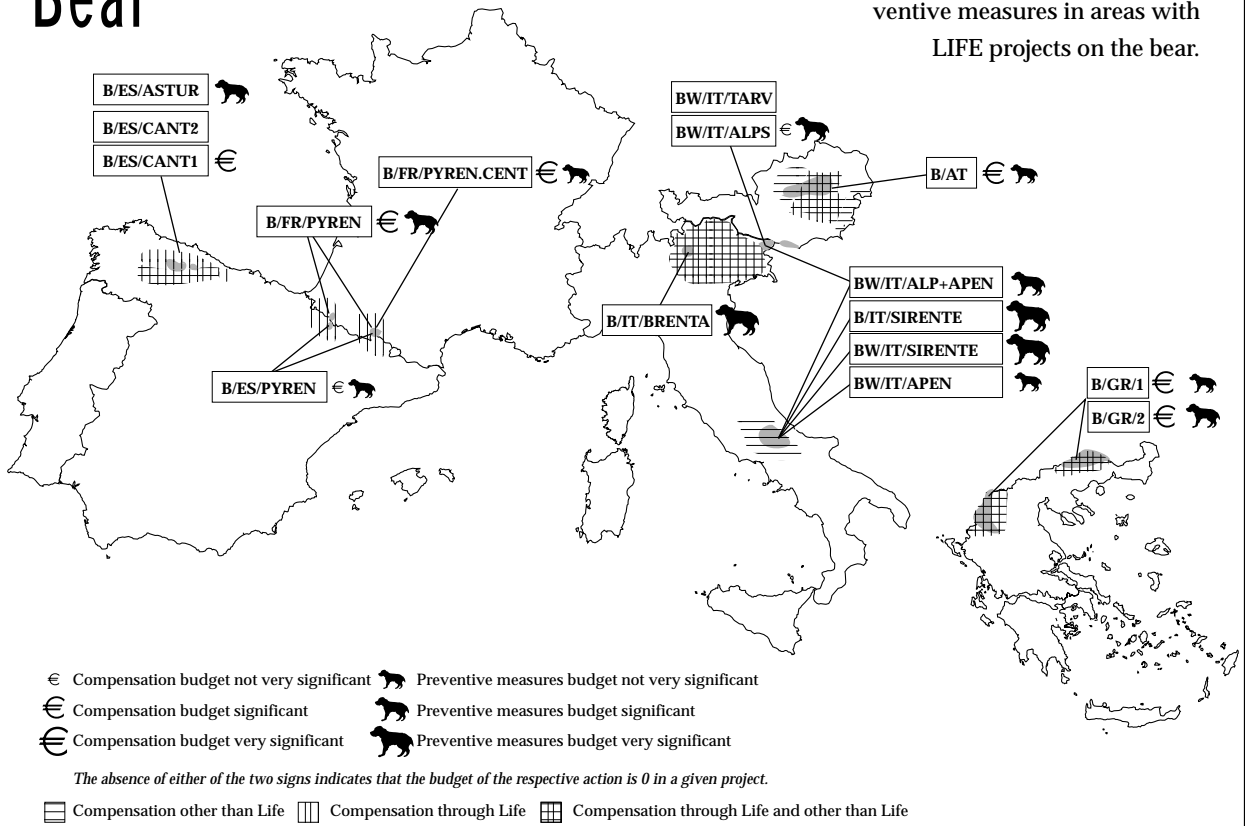 Bear
ventive measures in areas with
LIFE projects on the bear.
B/ES/ASTUR
B/ES/CANT2
B/ES/CANT1 €
B/FR/PYREN.CENT €
B/FR/PYREN €
B/ES/PYREN €
BW/IT/TARV
BW/IT/ALPS €
B/AT €
B/IT/BRENTA
BW/IT/ALP+APEN
B/IT/SIRENTE
BW/IT/SIRENTE
BW/IT/APEN
B/GR/1 €
B/GR/2 €
€ Compensation budget not very significant Preventive measures budget not very significant
€ Compensation budget significant Preventive measures budget significant
€ Compensation budget very significant Preventive measures budget very significant
The absence of either of the two signs indicates that the budget of the respective action is 0 in a given project.
Compensation other than Life Compensation through Life Compensation through Life and other than Life